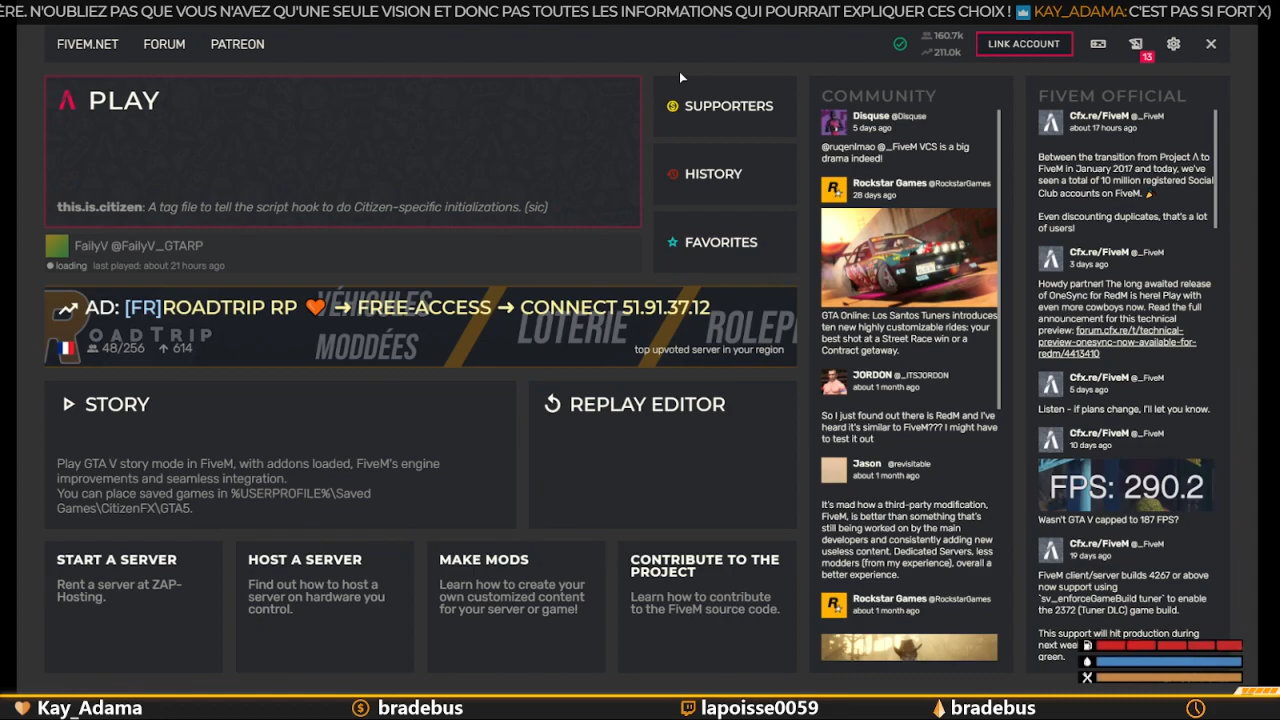 ÈRE. N'OUBLIEZ PAS QUE VOUS N'AVEZ QU'UNE SEULE VISION ET DONC PAS TOUTES LES INFORMATIONS QUI POURRAIT EXPLIQUER CES CHOIX ! KAY_ADAMA: C'EST PAS SI FORT X)
FIVEM.NET FORUM PATREON
160.7k
211.0k
LINK ACCOUNT
13
PLAY
this.is.citizen: A tag file to tell the script hook to do Citizen-specific initializations. (sic)
FailyV @FailyV_GTARP
loading last played: about 21 hours ago
SUPPORTERS
HISTORY
FAVORITES
AD: [FR]ROADTRIP RP 🧡 → FREE-ACCESS → CONNECT 51.91.37.12
VÉHICULES
MODDÉES
LOTERIE
ROLEP
ROADTRIP
48/256 614
top upvoted server in your region
STORY
Play GTA V story mode in FiveM, with addons loaded, FiveM's engine
improvements and seamless integration.
You can place saved games in %USERPROFILE%\Saved
Games\CitizenFX\GTA5.
REPLAY EDITOR
START A SERVER
Rent a server at ZAP-
Hosting.
HOST A SERVER
Find out how to host a
server on hardware you
control.
MAKE MODS
Learn how to create your
own customized content
for your server or game!
CONTRIBUTE TO THE
PROJECT
Learn how to contribute
to the FiveM source code.
COMMUNITY
Disquse @Disquse
5 days ago
@ruqenlmao @_FiveM VCS is a big
drama indeed!
Rockstar Games @RockstarGames
28 days ago
GTA Online: Los Santos Tuners introduces
ten new highly customizable rides: your
best shot at a Street Race win or a
Contract getaway.
JORDON @_ITSJORDON
about 1 month ago
So I just found out there is RedM and I've
heard it's similar to FiveM??? I might have
to test it out
Jason @revisitable
about 1 month ago
It's mad how a third-party modification,
FiveM, is better than something that's
still being worked on by the main
developers and consistently adding new
useless content. Dedicated Servers, less
modders (from my experience), overall a
better experience.
Rockstar Games @RockstarGames
about 1 month ago
FIVEM OFFICIAL
Cfx.re/FiveM @_FiveM
about 17 hours ago
Between the transition from Project Λ to
FiveM in January 2017 and today, we've
seen a total of 10 million registered Social
Club accounts on FiveM. 🎉
Even discounting duplicates, that's a lot
of users!
Cfx.re/FiveM @_FiveM
3 days ago
Howdy partner! The long awaited release
of OneSync for RedM is here! Play with
even more cowboys now. Read the full
announcement for this technical
preview: forum.cfx.re/t/technical-
preview-onesync-now-available-for-
redm/4413410
Cfx.re/FiveM @_FiveM
5 days ago
Listen - if plans change, I'll let you know.
Cfx.re/FiveM @_FiveM
10 days ago
FPS: 290.2
Wasn't GTA V capped to 187 FPS?
Cfx.re/FiveM @_FiveM
19 days ago
FiveM client/server builds 4267 or above
now support using
`sv_enforceGameBuild tuner` to enable
the 2372 (Tuner DLC) game build.
This support will hit production during
next wee
green.
Kay_Adama bradebus lapoisse0059 bradebus